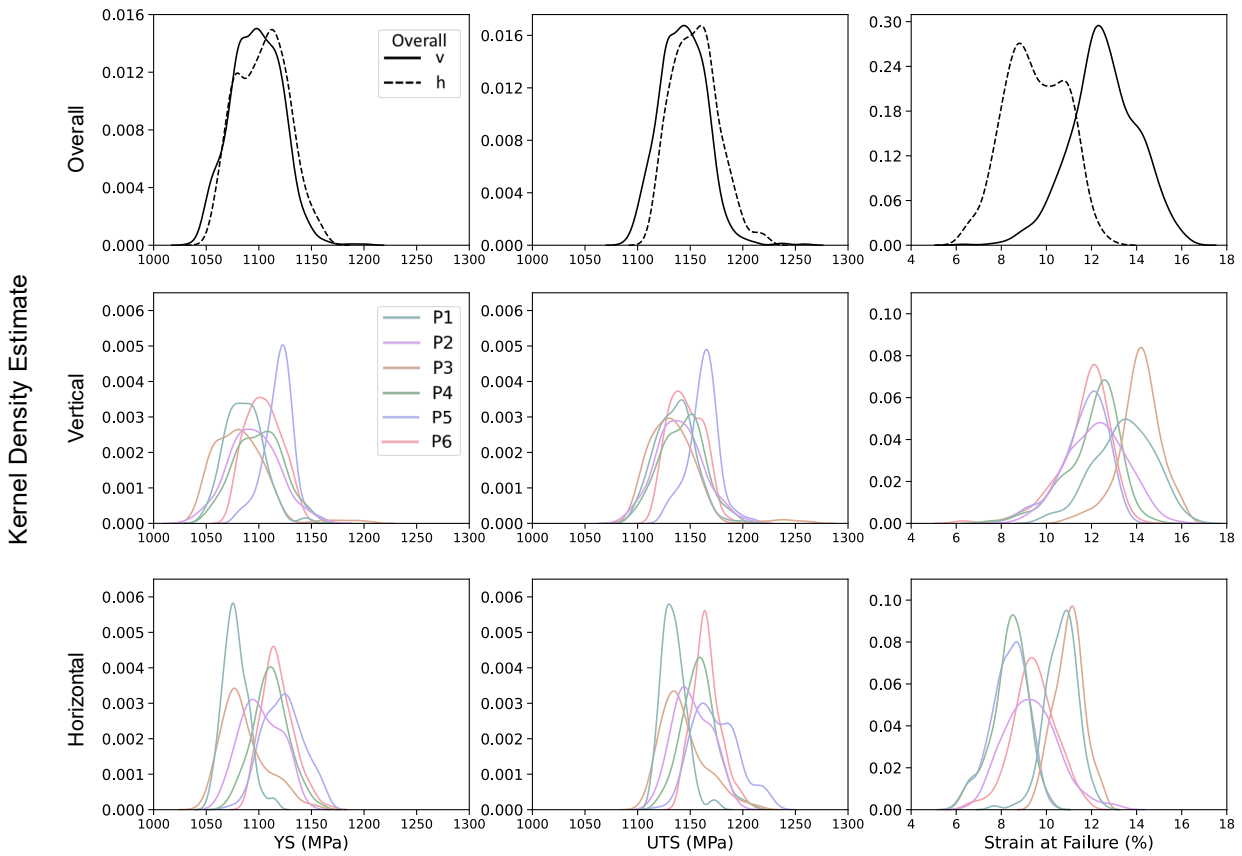 Kernel Density Estimate
Overall
0.016
0.012
0.008
0.004
0.000
1000 1050 1100 1150 1200 1250 1300
Overall
v
h
0.016
0.012
0.008
0.004
0.000
1000 1050 1100 1150 1200 1250 1300
0.30
0.24
0.18
0.12
0.06
0.00
4 6 8 10 12 14 16 18
Vertical
0.006
0.005
0.004
0.003
0.002
0.001
0.000
1000 1050 1100 1150 1200 1250 1300
P1
P2
P3
P4
P5
P6
0.006
0.005
0.004
0.003
0.002
0.001
0.000
1000 1050 1100 1150 1200 1250 1300
0.10
0.08
0.06
0.04
0.02
0.00
4 6 8 10 12 14 16 18
Horizontal
0.006
0.005
0.004
0.003
0.002
0.001
0.000
1000 1050 1100 1150 1200 1250 1300
YS (MPa)
0.006
0.005
0.004
0.003
0.002
0.001
0.000
1000 1050 1100 1150 1200 1250 1300
UTS (MPa)
0.10
0.08
0.06
0.04
0.02
0.00
4 6 8 10 12 14 16 18
Strain at Failure (%)